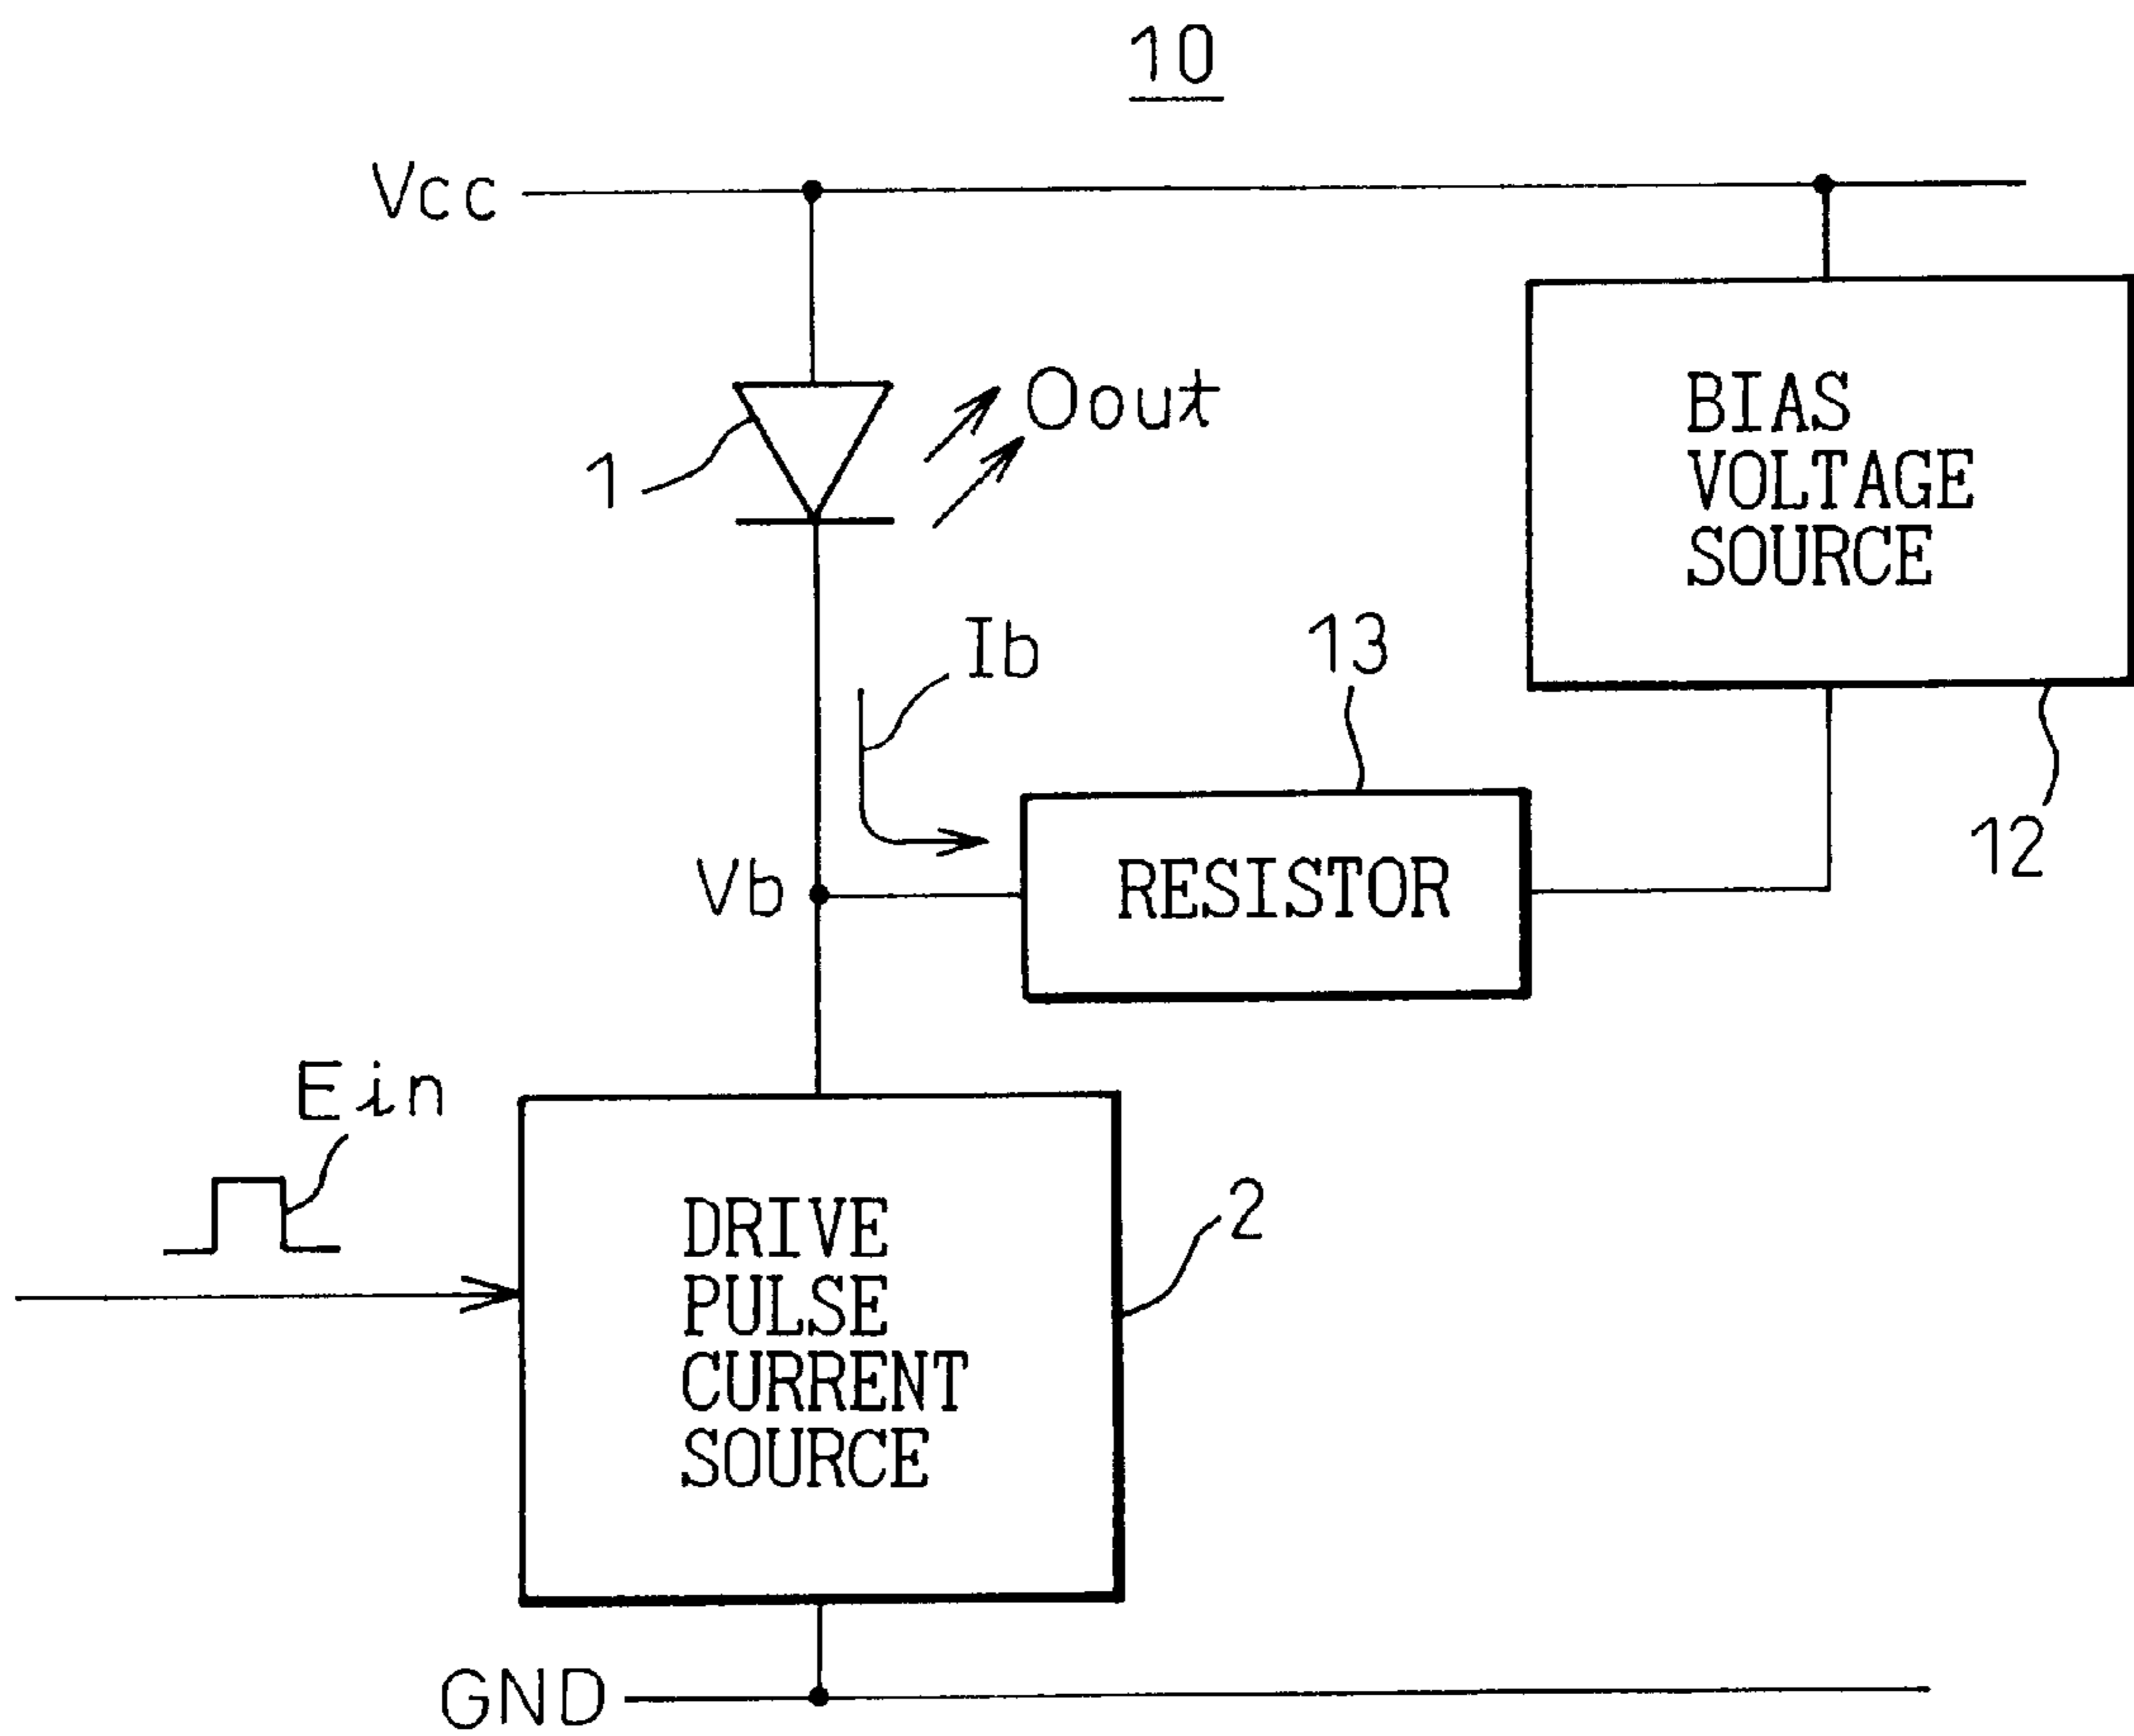 10
Vcc
Oout
1
BIAS
VOLTAGE
SOURCE
Ib
13
12
Vb
RESISTOR
Ein
2
DRIVE
PULSE
CURRENT
SOURCE
GND